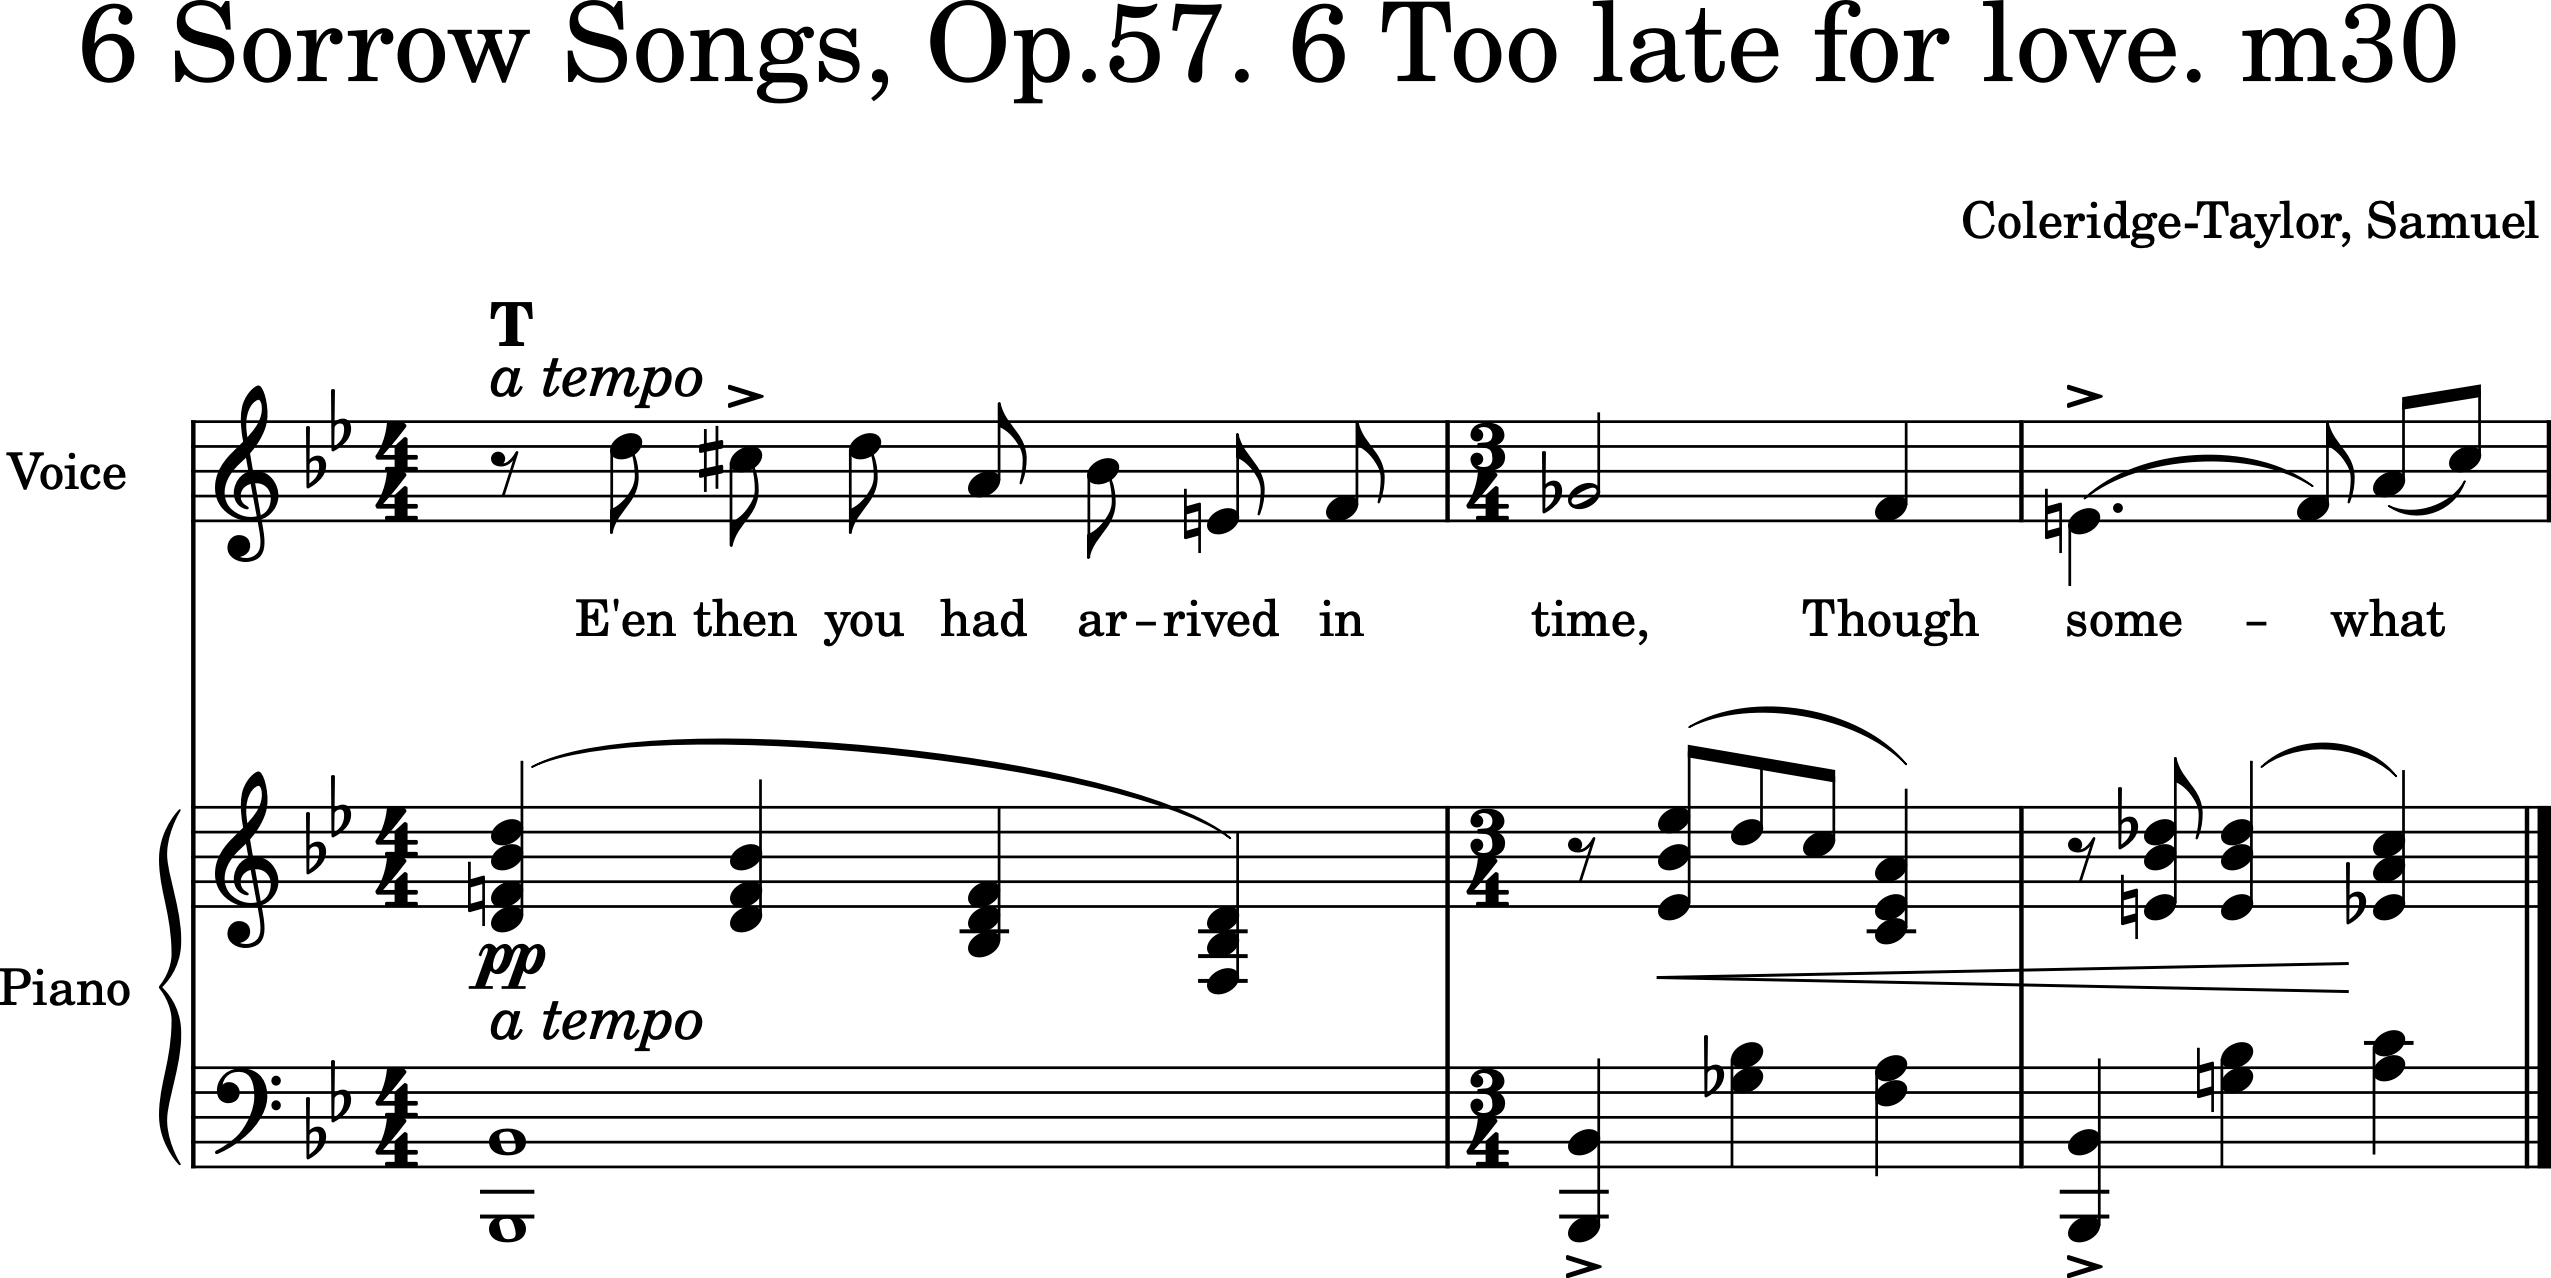 6 Sorrow Songs, Op.57. 6 Too late for love. m30
Coleridge-Taylor, Samuel
T
a tempo
Voice
E'en then you had ar-rived in time, Though some - what
pp
Piano
a tempo